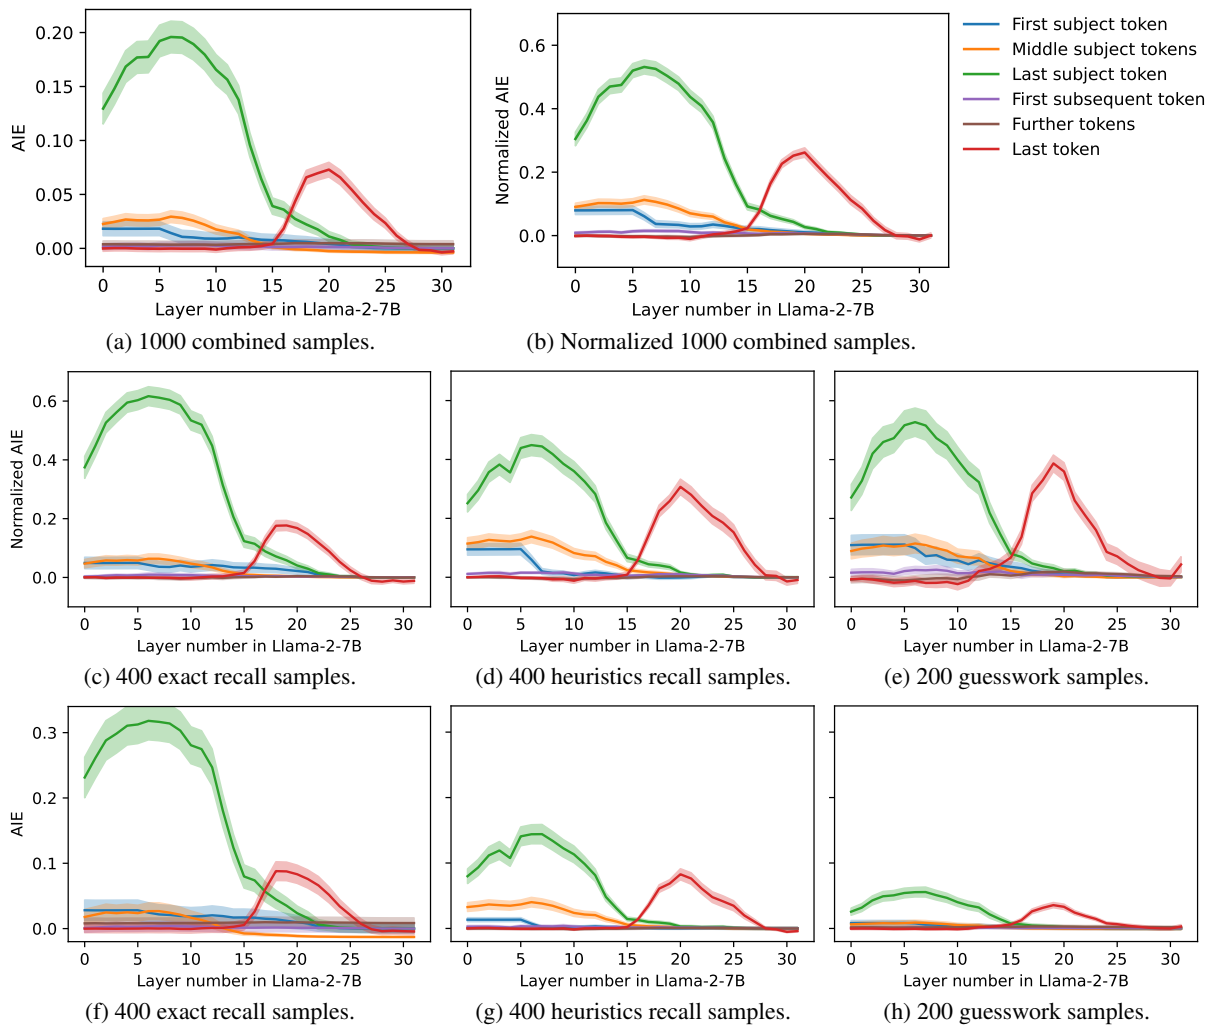 0.20
0.15
0.10
0.05
0.00
AIE
0 5 10 15 20 25 30
Layer number in Llama-2-7B
(a) 1000 combined samples.
0.6
0.4
0.2
0.0
Normalized AIE
0 5 10 15 20 25 30
Layer number in Llama-2-7B
(b) Normalized 1000 combined samples.
First subject token
Middle subject tokens
Last subject token
First subsequent token
Further tokens
Last token
0.6
0.4
0.2
0.0
Normalized AIE
0 5 10 15 20 25 30
Layer number in Llama-2-7B
(c) 400 exact recall samples.
0 5 10 15 20 25 30
Layer number in Llama-2-7B
(d) 400 heuristics recall samples.
0 5 10 15 20 25 30
Layer number in Llama-2-7B
(e) 200 guesswork samples.
0.3
0.2
0.1
0.0
AIE
0 5 10 15 20 25 30
Layer number in Llama-2-7B
(f) 400 exact recall samples.
0 5 10 15 20 25 30
Layer number in Llama-2-7B
(g) 400 heuristics recall samples.
0 5 10 15 20 25 30
Layer number in Llama-2-7B
(h) 200 guesswork samples.